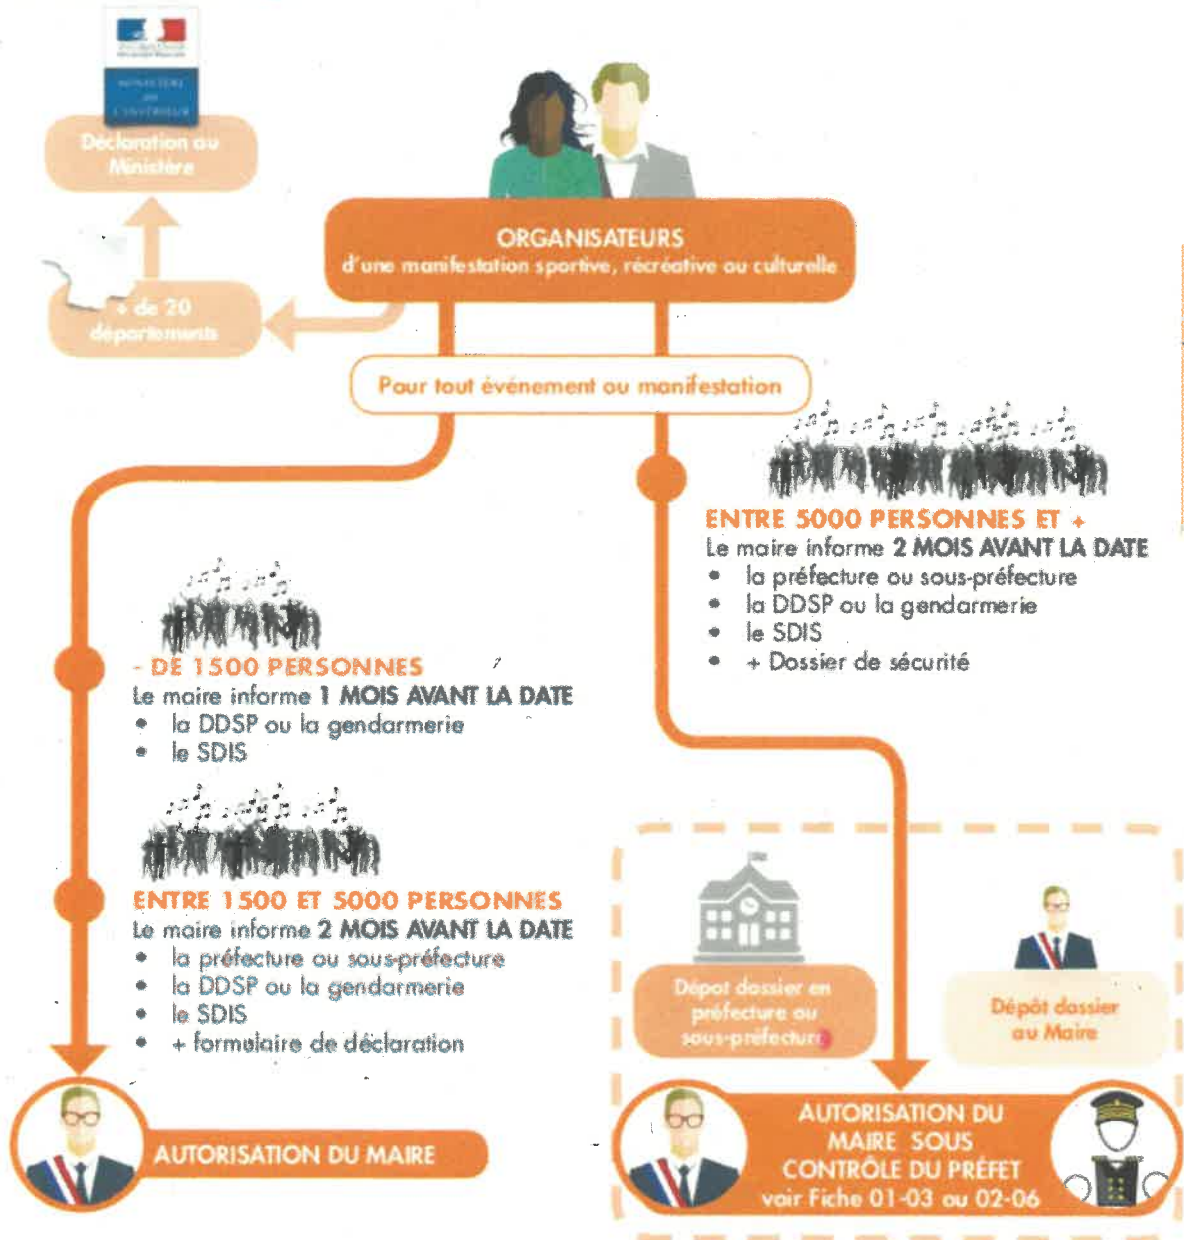 MINISTÈRE
DE
L'INTÉRIEUR
Déclaration au
Ministère
ORGANISATEURS
d'une manifestation sportive, récréative ou culturelle
+ de 20
départements
Pour tout événement ou manifestation
ENTRE 5000 PERSONNES ET +
Le maire informe 2 MOIS AVANT LA DATE
• la préfecture ou sous-préfecture
• la DDSP ou la gendarmerie
• le SDIS
• + Dossier de sécurité
- DE 1500 PERSONNES
Le maire informe 1 MOIS AVANT LA DATE
• la DDSP ou la gendarmerie
• le SDIS
ENTRE 1500 ET 5000 PERSONNES
Le maire informe 2 MOIS AVANT LA DATE
• la préfecture ou sous-préfecture
• la DDSP ou la gendarmerie
• le SDIS
• + formulaire de déclaration
Dépot dossier en
préfecture ou
sous-préfecture
Dépôt dossier
au Maire
AUTORISATION DU MAIRE
AUTORISATION DU
MAIRE SOUS
CONTRÔLE DU PRÉFET
voir Fiche 01-03 ou 02-06